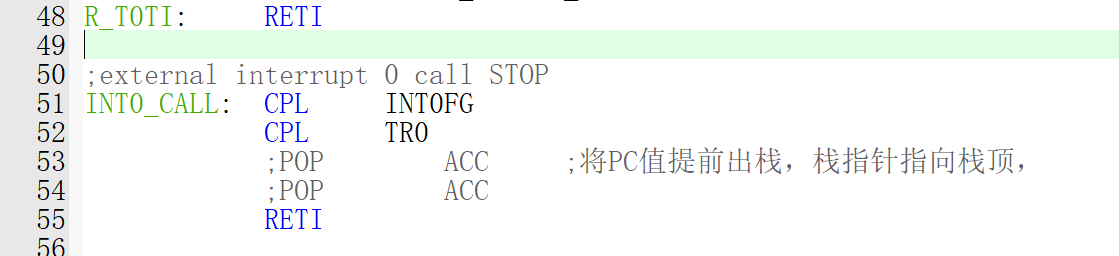 48 R_T0TI: RETI
49
50 ;external interrupt 0 call STOP
51 INT0_CALL: CPL INT0FG
52 CPL TR0
53 ;POP ACC ;将PC值提前出栈，栈指针指向栈顶，
54 ;POP ACC
55 RETI
56